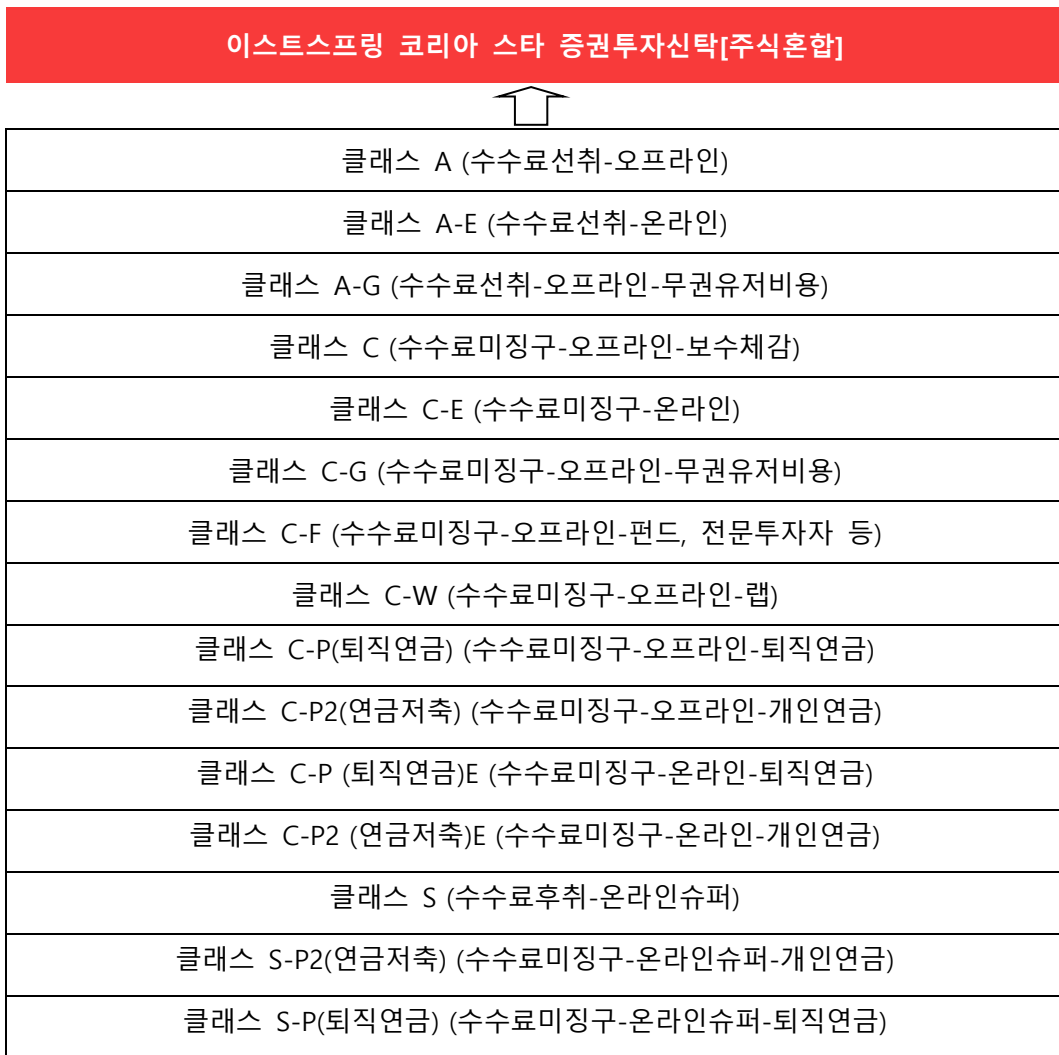 이스트스프링 코리아 스타 증권투자신탁[주식혼합]
클래스 A (수수료선취-오프라인)
클래스 A-E (수수료선취-온라인)
클래스 A-G (수수료선취-오프라인-무권유저비용)
클래스 C (수수료미징구-오프라인-보수체감)
클래스 C-E (수수료미징구-온라인)
클래스 C-G (수수료미징구-오프라인-무권유저비용)
클래스 C-F (수수료미징구-오프라인-펀드, 전문투자자 등)
클래스 C-W (수수료미징구-오프라인-랩)
클래스 C-P(퇴직연금) (수수료미징구-오프라인-퇴직연금)
클래스 C-P2(연금저축) (수수료미징구-오프라인-개인연금)
클래스 C-P (퇴직연금)E (수수료미징구-온라인-퇴직연금)
클래스 C-P2 (연금저축)E (수수료미징구-온라인-개인연금)
클래스 S (수수료후취-온라인슈퍼)
클래스 S-P2(연금저축) (수수료미징구-온라인슈퍼-개인연금)
클래스 S-P(퇴직연금) (수수료미징구-온라인슈퍼-퇴직연금)